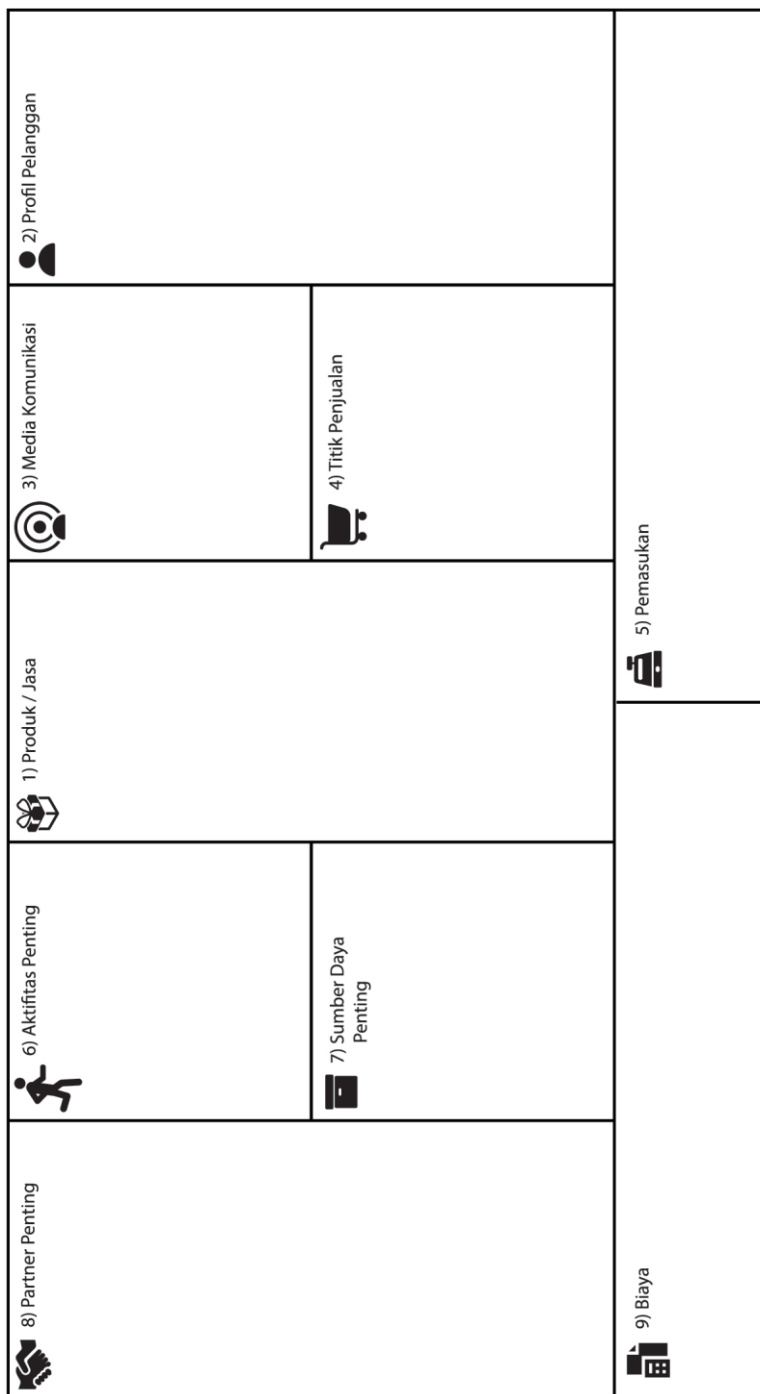 8) Partner Penting
6) Aktifitas Penting
7) Sumber Daya
Penting
1) Produk / Jasa
3) Media Komunikasi
4) Titik Penjualan
2) Profil Pelanggan
9) Biaya
5) Pemasukan